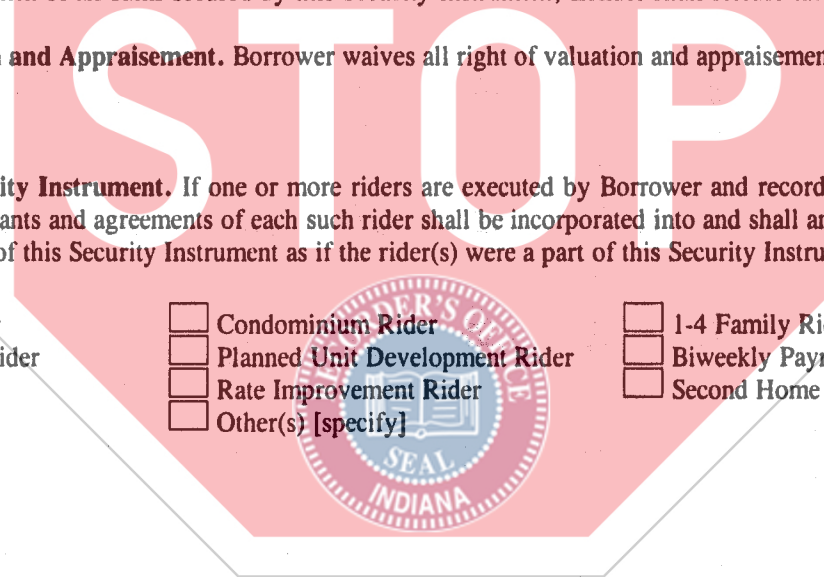 STOP
and Appraisement. Borrower waives all right of valuation and appraisemen
ity Instrument. If one or more riders are executed by Borrower and record
ants and agreements of each such rider shall be incorporated into and shall a
of this Security Instrument as if the rider(s) were a part of this Security Instru
Condominium Rider 1-4 Family Ri
ider Planned Unit Development Rider Biweekly Payr
Rate Improvement Rider Second Home
Other(s) [specify]
RECORDER'S OFFICE
SEAL
INDIANA